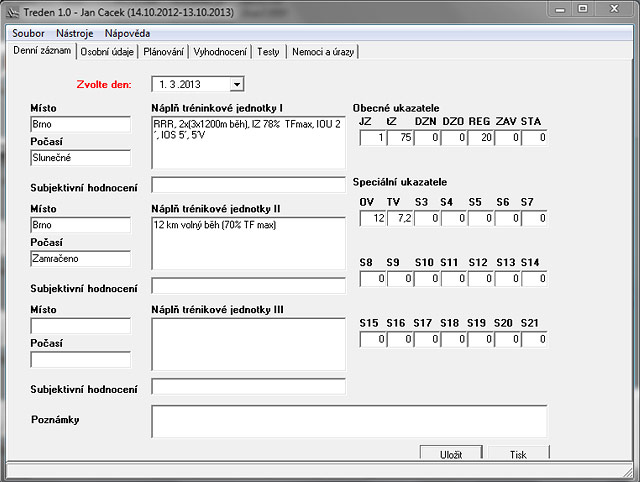 Treden 1.0 - Jan Cacek (14.10.2012-13.10.2013)
Soubor Nástroje Nápověda
Denní záznam Osobní údaje Plánování Vyhodnocení Testy Nemoci a úrazy
Zvolte den: 1. 3 .2013
Místo
Brno
Počasí
Slunečné
Náplň tréninkové jednotky I
RRR, 2x(3x1200m běh), IZ 78% TFmax, IOU 2
´, IOS 5´, 5'V
Subjektivní hodnocení
Místo
Brno
Počasí
Zamračeno
Náplň trénikové jednotky II
12 km volný běh (70% TF max)
Subjektivní hodnocení
Místo
Počasí
Náplň trénikové jednotky III
Subjektivní hodnocení
Poznámky
Obecné ukazatele
JZ tZ DZN DZO REG ZAV STA
1 75 0 0 20 0 0
Speciální ukazatele
OV TV S3 S4 S5 S6 S7
12 7,2 0 0 0 0 0
S8 S9 S10 S11 S12 S13 S14
0 0 0 0 0 0 0
S15 S16 S17 S18 S19 S20 S21
0 0 0 0 0 0 0
Uložit Tisk